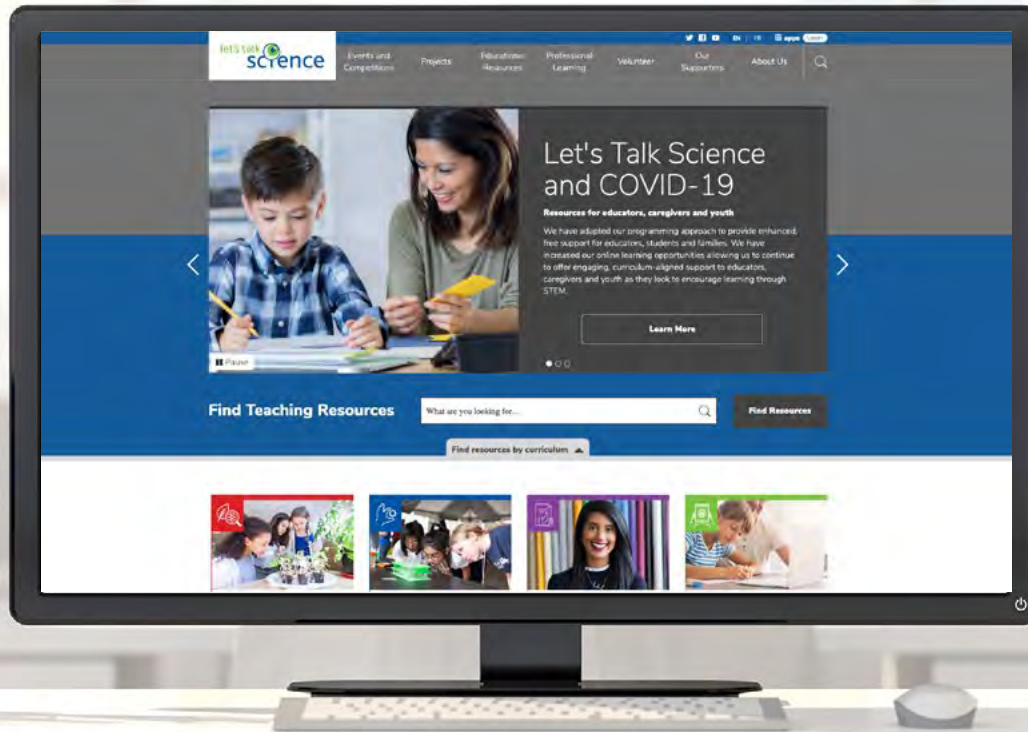 EN | FR apps Login
let's talk
science
Events and
Competitions
Projects
Educational
Resources
Professional
Learning
Volunteer
Our
Supporters
About Us
Let's Talk Science
and COVID-19
Resources for educators, caregivers and youth
We have adapted our programming approach to provide enhanced,
free support for educators, students and families. We have
increased our online learning opportunities allowing us to continue
to offer engaging, curriculum-aligned support to educators,
caregivers and youth as they look to encourage learning through
STEM.
Learn More
Pause
Find Teaching Resources
What are you looking for...
Find Resources
Find resources by curriculum